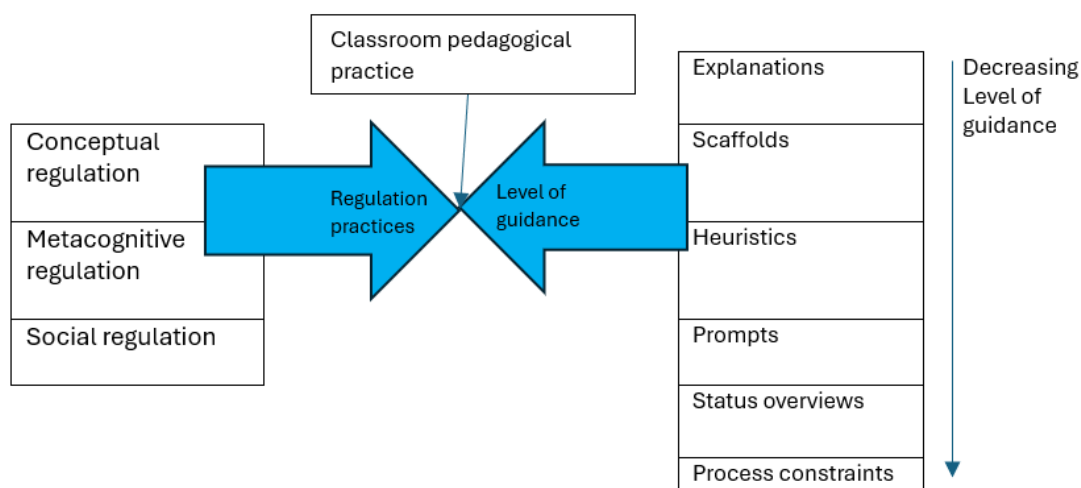 Classroom pedagogical
practice
Conceptual
regulation
Metacognitive
regulation
Social regulation
Regulation
practices
Level of
guidance
Explanations
Scaffolds
Heuristics
Prompts
Status overviews
Process constraints
Decreasing
Level of
guidance